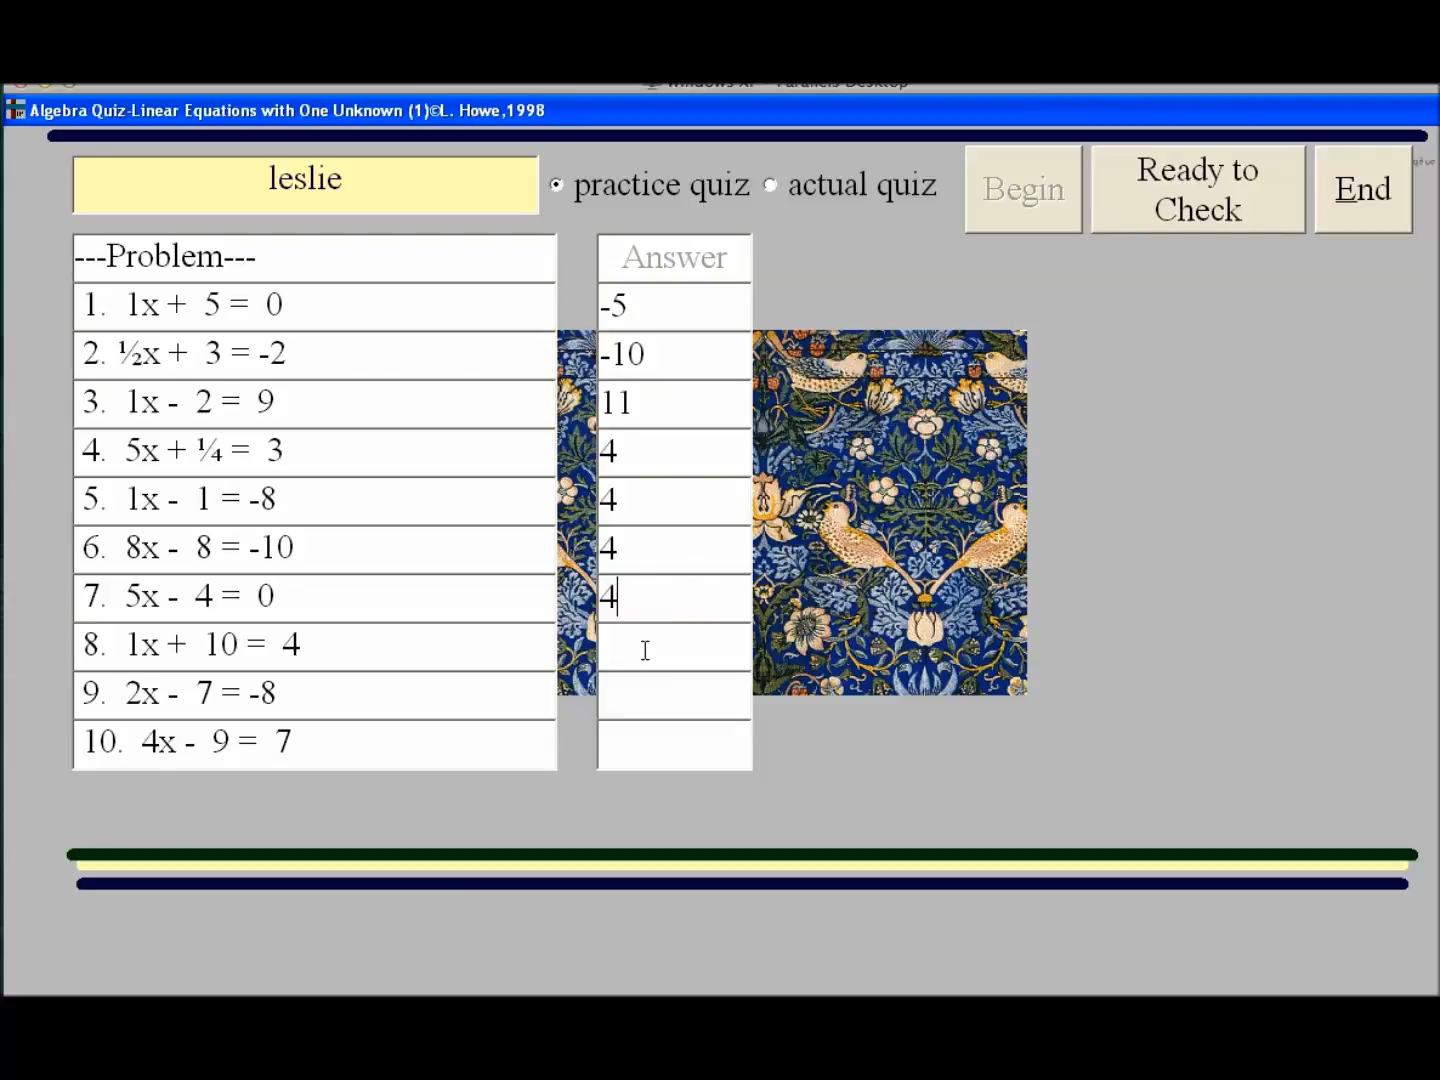 Algebra Quiz-Linear Equations with One Unknown (1)©L. Howe,1998
leslie
practice quiz
actual quiz
Begin
Ready to
Check
End
---Problem---
Answer
1. 1x + 5 = 0
-5
2. ½x + 3 = -2
-10
3. 1x - 2 = 9
11
4. 5x + ¼ = 3
4
5. 1x - 1 = -8
4
6. 8x - 8 = -10
4
7. 5x - 4 = 0
4
8. 1x + 10 = 4
9. 2x - 7 = -8
10. 4x - 9 = 7